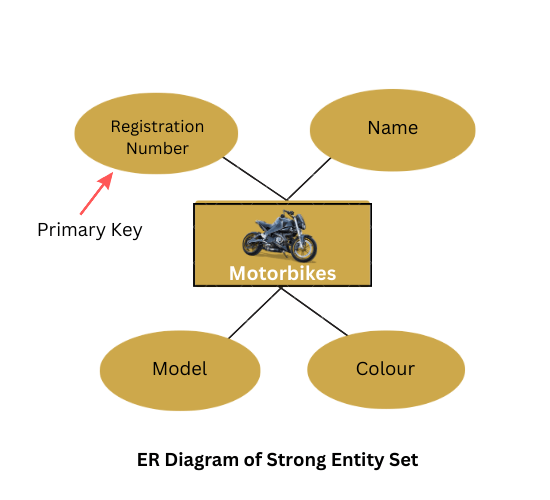 Registration
Number
Name
Primary Key
Motorbikes
Model
Colour
ER Diagram of Strong Entity Set